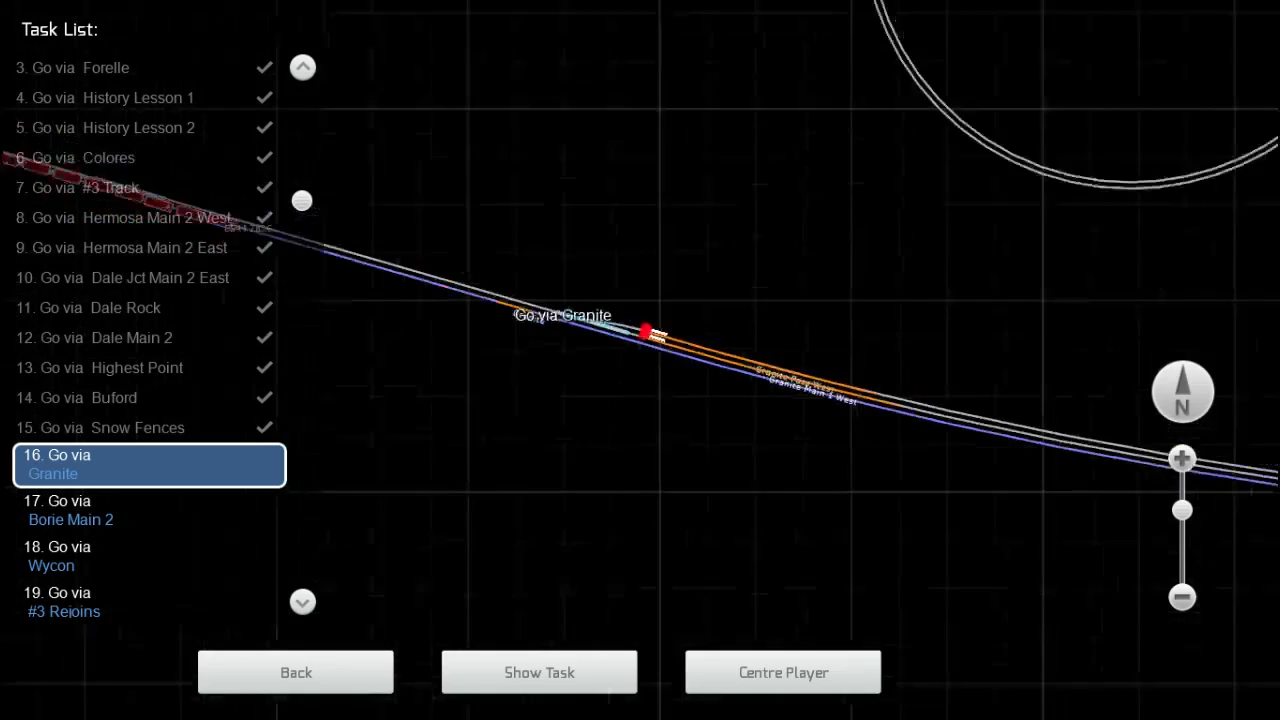 Task List:
3. Go via Forelle
4. Go via History Lesson 1
5. Go via History Lesson 2
6. Go via Colores
7. Go via #3 Track
8. Go via Hermosa Main 2 West
9. Go via Hermosa Main 2 East
10. Go via Dale Jct Main 2 East
11. Go via Dale Rock
12. Go via Dale Main 2
13. Go via Highest Point
14. Go via Buford
15. Go via Snow Fences
16. Go via
Granite
17. Go via
Borie Main 2
18. Go via
Wycon
19. Go via
#3 Rejoins
Go via Granite
Granite Pass West
Granite Main 1 West
N
Back
Show Task
Centre Player